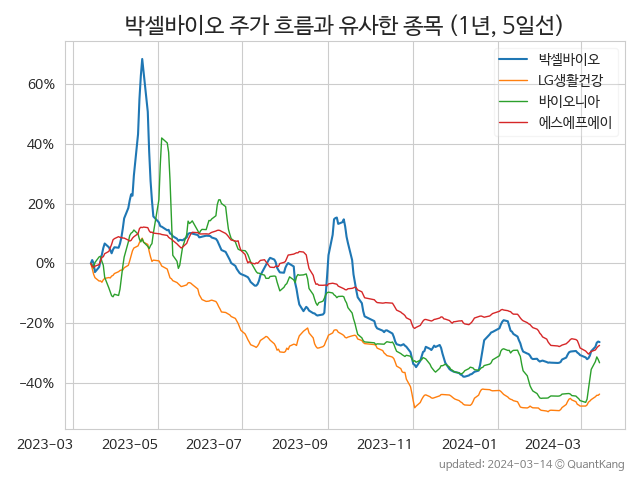 박셀바이오 주가 흐름과 유사한 종목 (1년, 5일선)
박셀바이오
LG생활건강
바이오니아
에스에프에이
60%
40%
20%
0%
−20%
−40%
2023-03 2023-05 2023-07 2023-09 2023-11 2024-01 2024-03
updated: 2024-03-14 © QuantKang